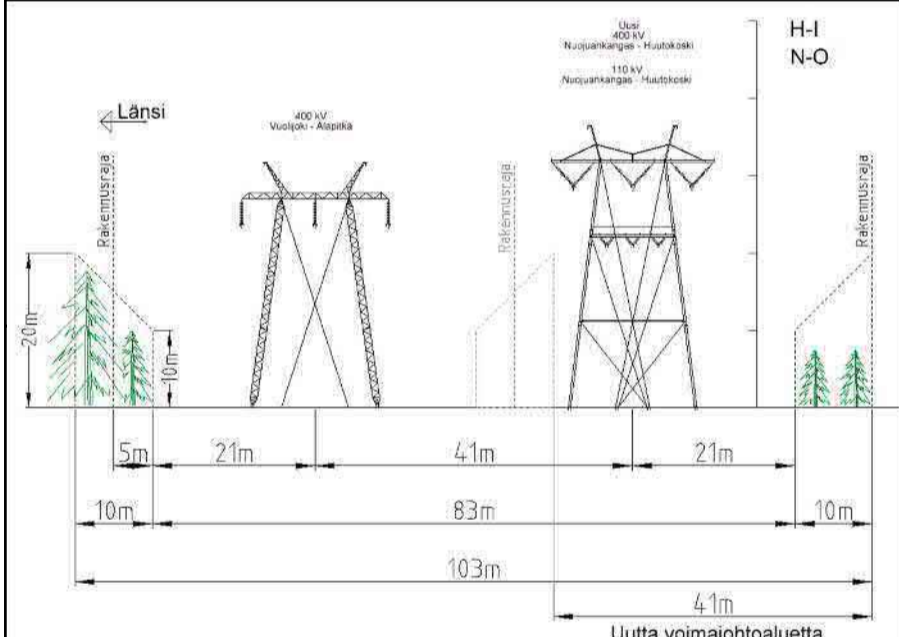 Uusi
400 kV
Nuojuankangas - Huutokoski
110 kV
Nuojuankangas - Huutokoski
H-I
N-O
Länsi
400 kV
Vuolijoki - Alapitkä
Rakennusraja
Rakennusraja
Rakennusraja
20m
10m
5m
21m
41m
21m
10m
83m
10m
103m
41m
Uutta voimajohtoaluetta